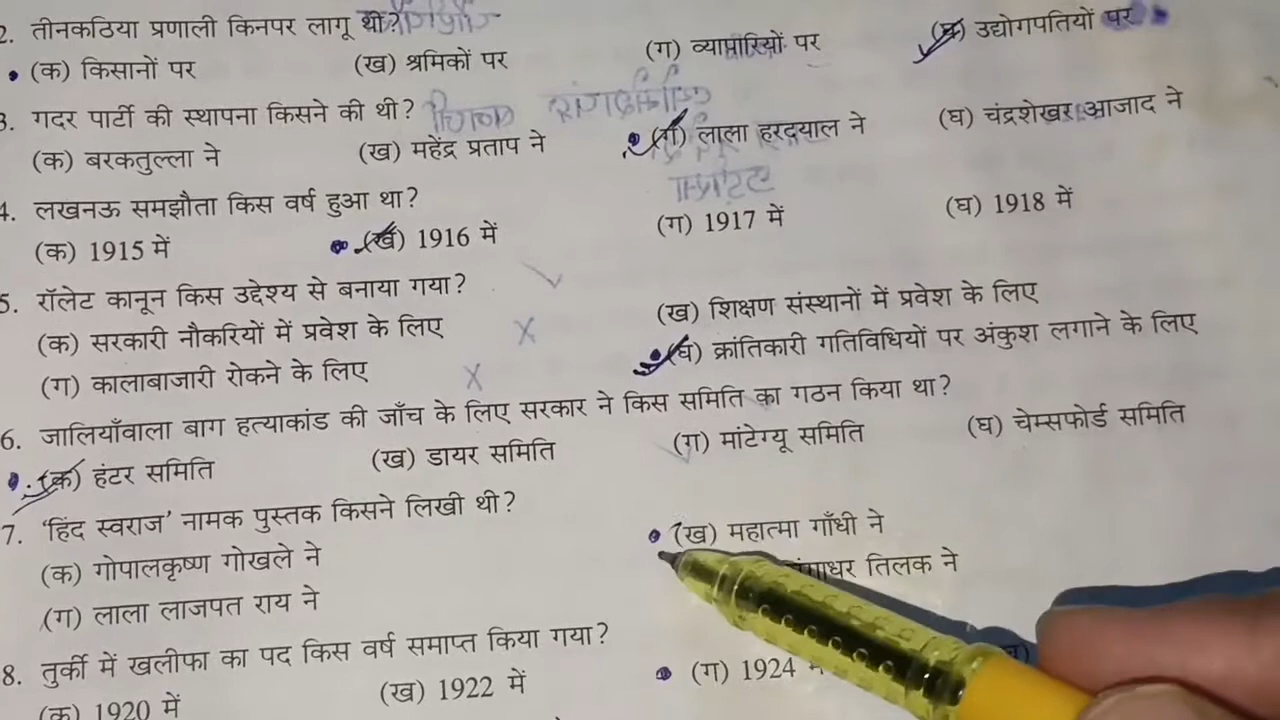 2. तीनकठिया प्रणाली किनपर लागू थी?
(क) किसानों पर (ख) श्रमिकों पर (ग) व्यापारियों पर (घ) उद्योगपतियों पर
3. गदर पार्टी की स्थापना किसने की थी?
(क) बरकतुल्ला ने (ख) महेंद्र प्रताप ने (ग) लाला हरदयाल ने (घ) चंद्रशेखर आजाद ने
4. लखनऊ समझौता किस वर्ष हुआ था?
(क) 1915 में (ख) 1916 में (ग) 1917 में (घ) 1918 में
5. रॉलेट कानून किस उद्देश्य से बनाया गया?
(क) सरकारी नौकरियों में प्रवेश के लिए (ख) शिक्षण संस्थानों में प्रवेश के लिए
(ग) कालाबाजारी रोकने के लिए (घ) क्रांतिकारी गतिविधियों पर अंकुश लगाने के लिए
6. जालियाँवाला बाग हत्याकांड की जाँच के लिए सरकार ने किस समिति का गठन किया था?
(क) हंटर समिति (ख) डायर समिति (ग) मांटेग्यू समिति (घ) चेम्सफोर्ड समिति
7. 'हिंद स्वराज' नामक पुस्तक किसने लिखी थी?
(क) गोपालकृष्ण गोखले ने (ख) महात्मा गाँधी ने
(ग) लाला लाजपत राय ने तिलक ने
8. तुर्की में खलीफा का पद किस वर्ष समाप्त किया गया?
(क) 1920 में (ख) 1922 में (ग) 1924